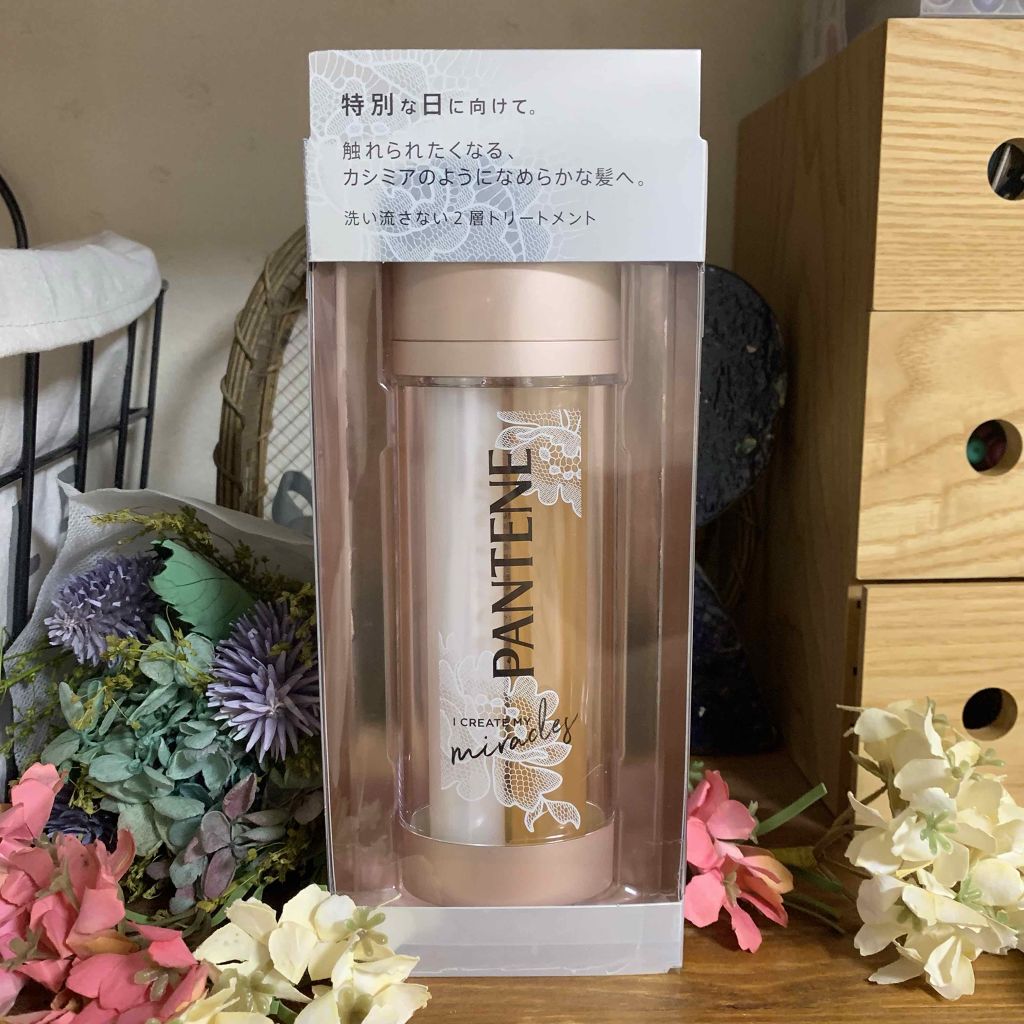 特別な日に向けて。
触れられたくなる、
カシミアのようになめらかな髪へ。
洗い流さない2層トリートメント
PANTENE
I CREATE MY
miracles